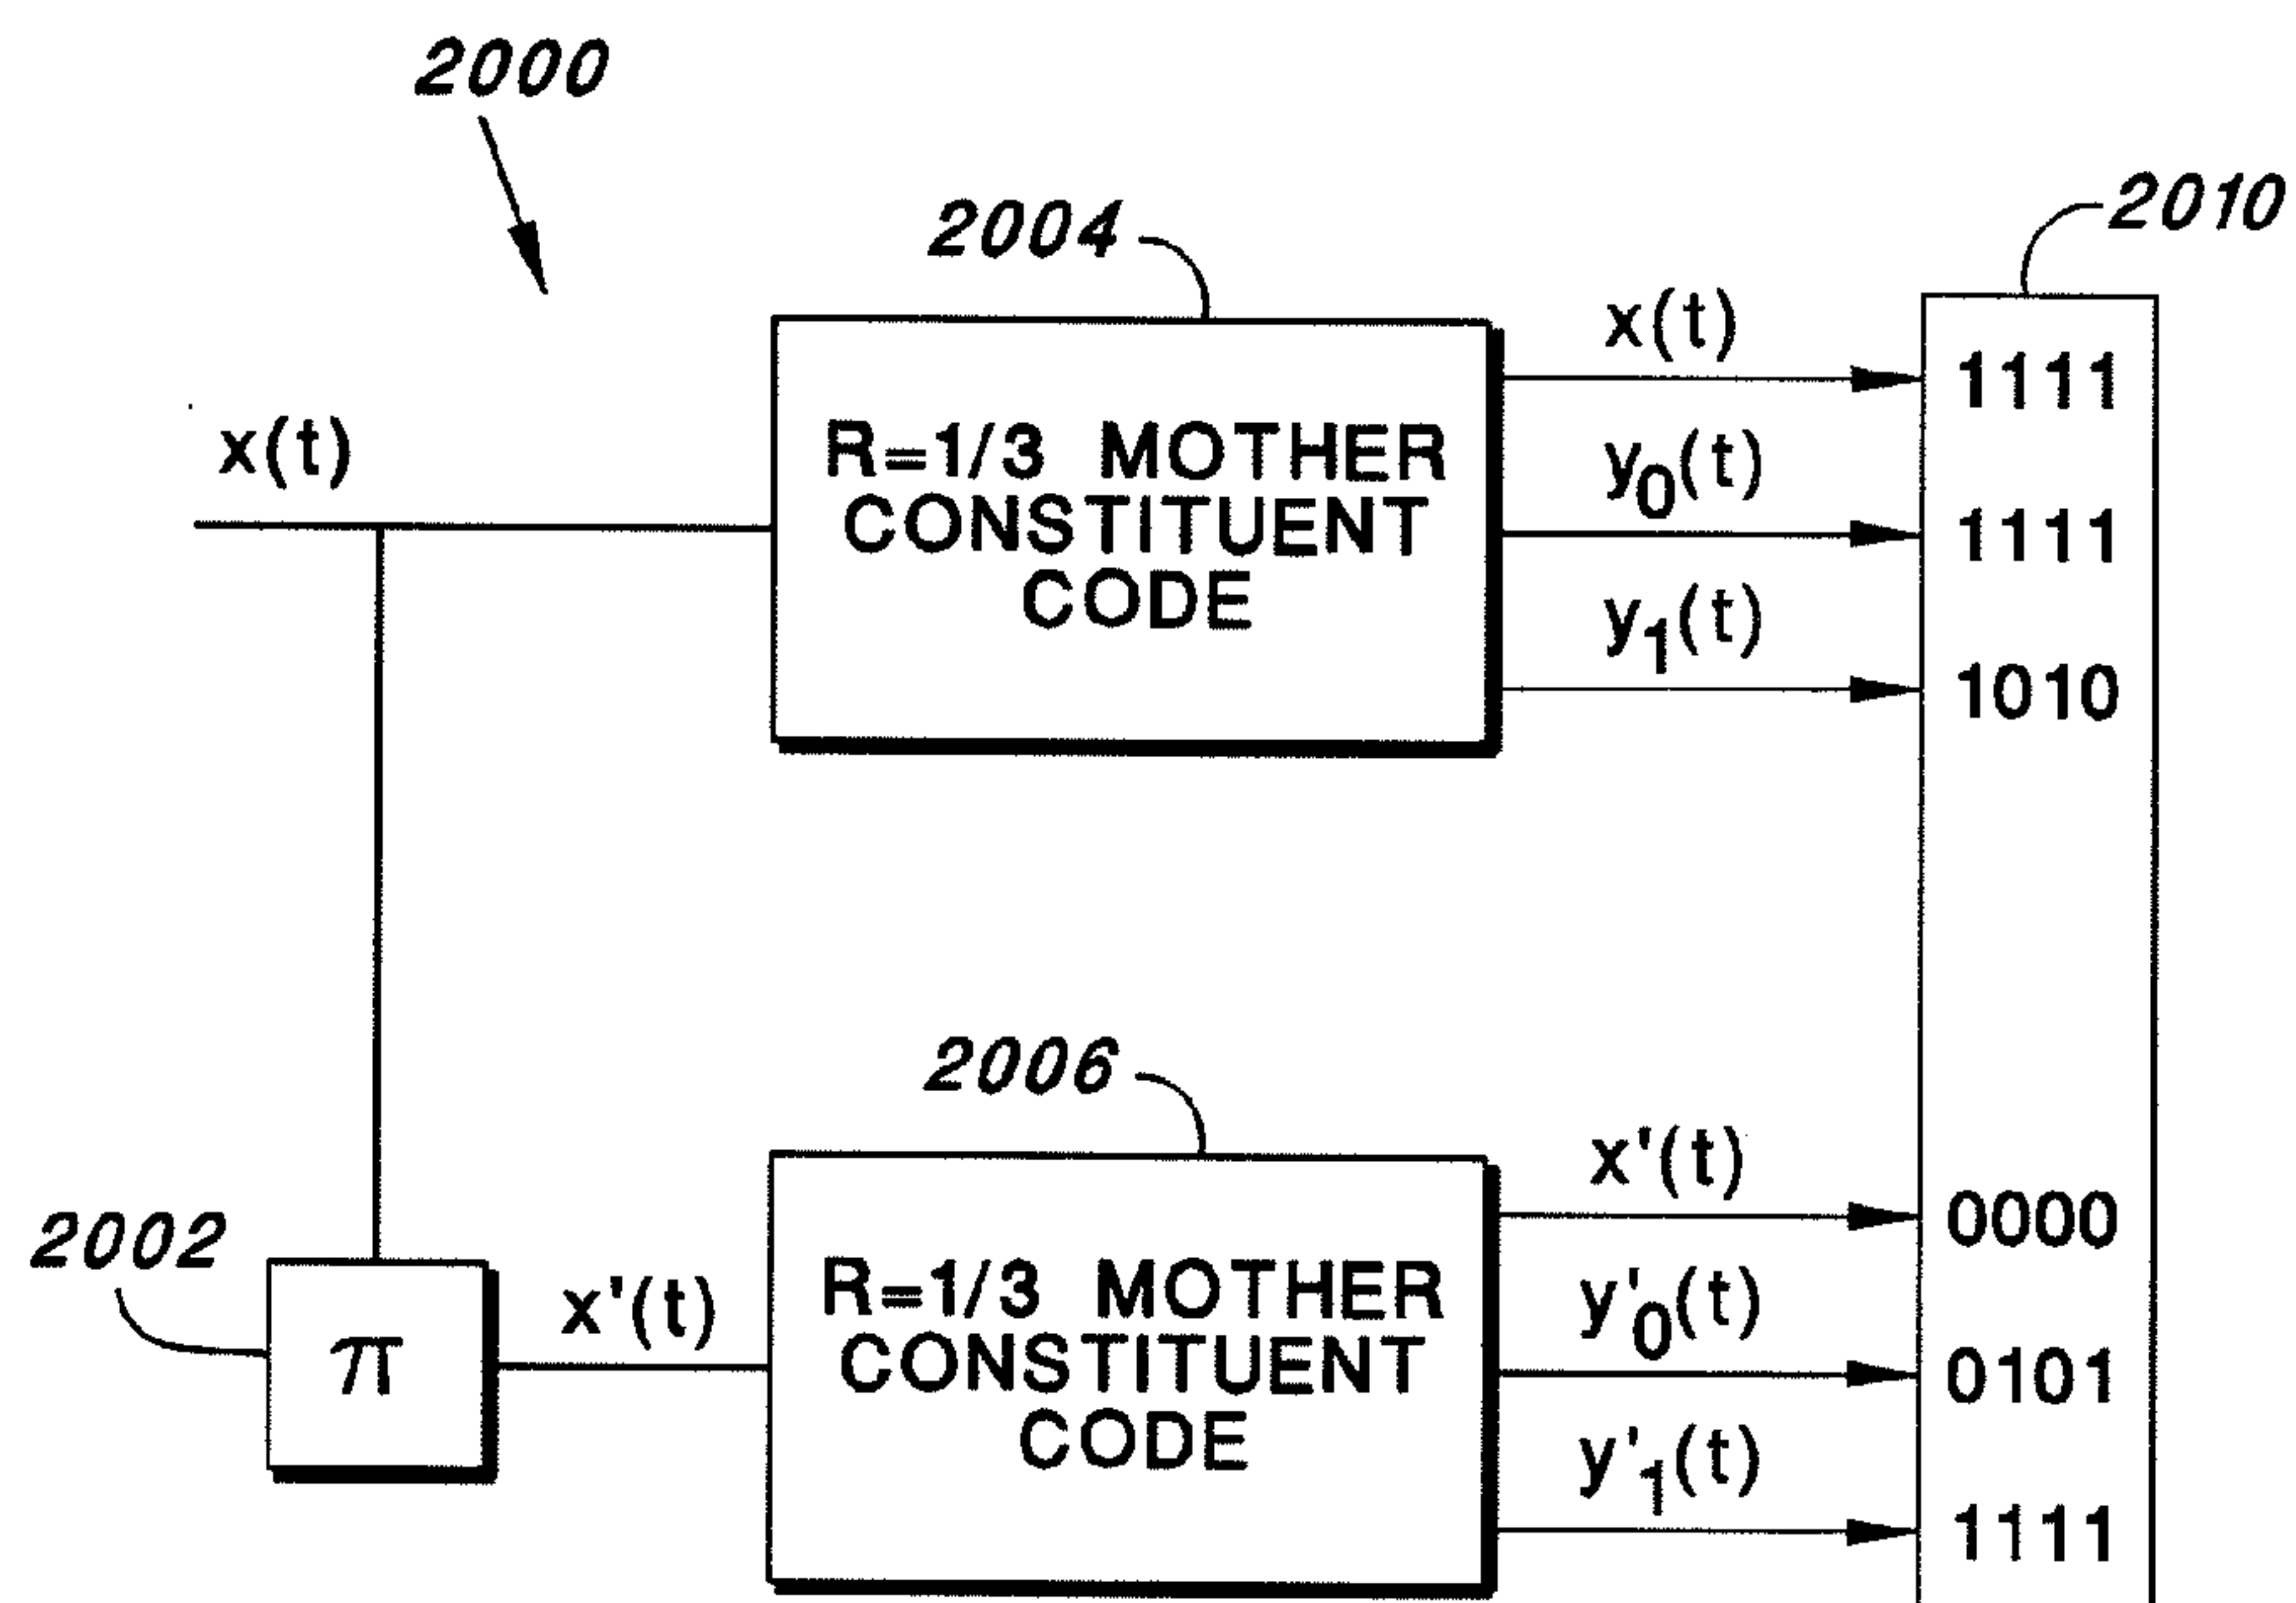 2000
2004
2010
x(t)
R=1/3 MOTHER
CONSTITUENT
CODE
x(t)
1111
y0(t)
1111
y1(t)
1010
2006
2002
π
x'(t)
R=1/3 MOTHER
CONSTITUENT
CODE
x'(t)
0000
y'0(t)
0101
y'1(t)
1111